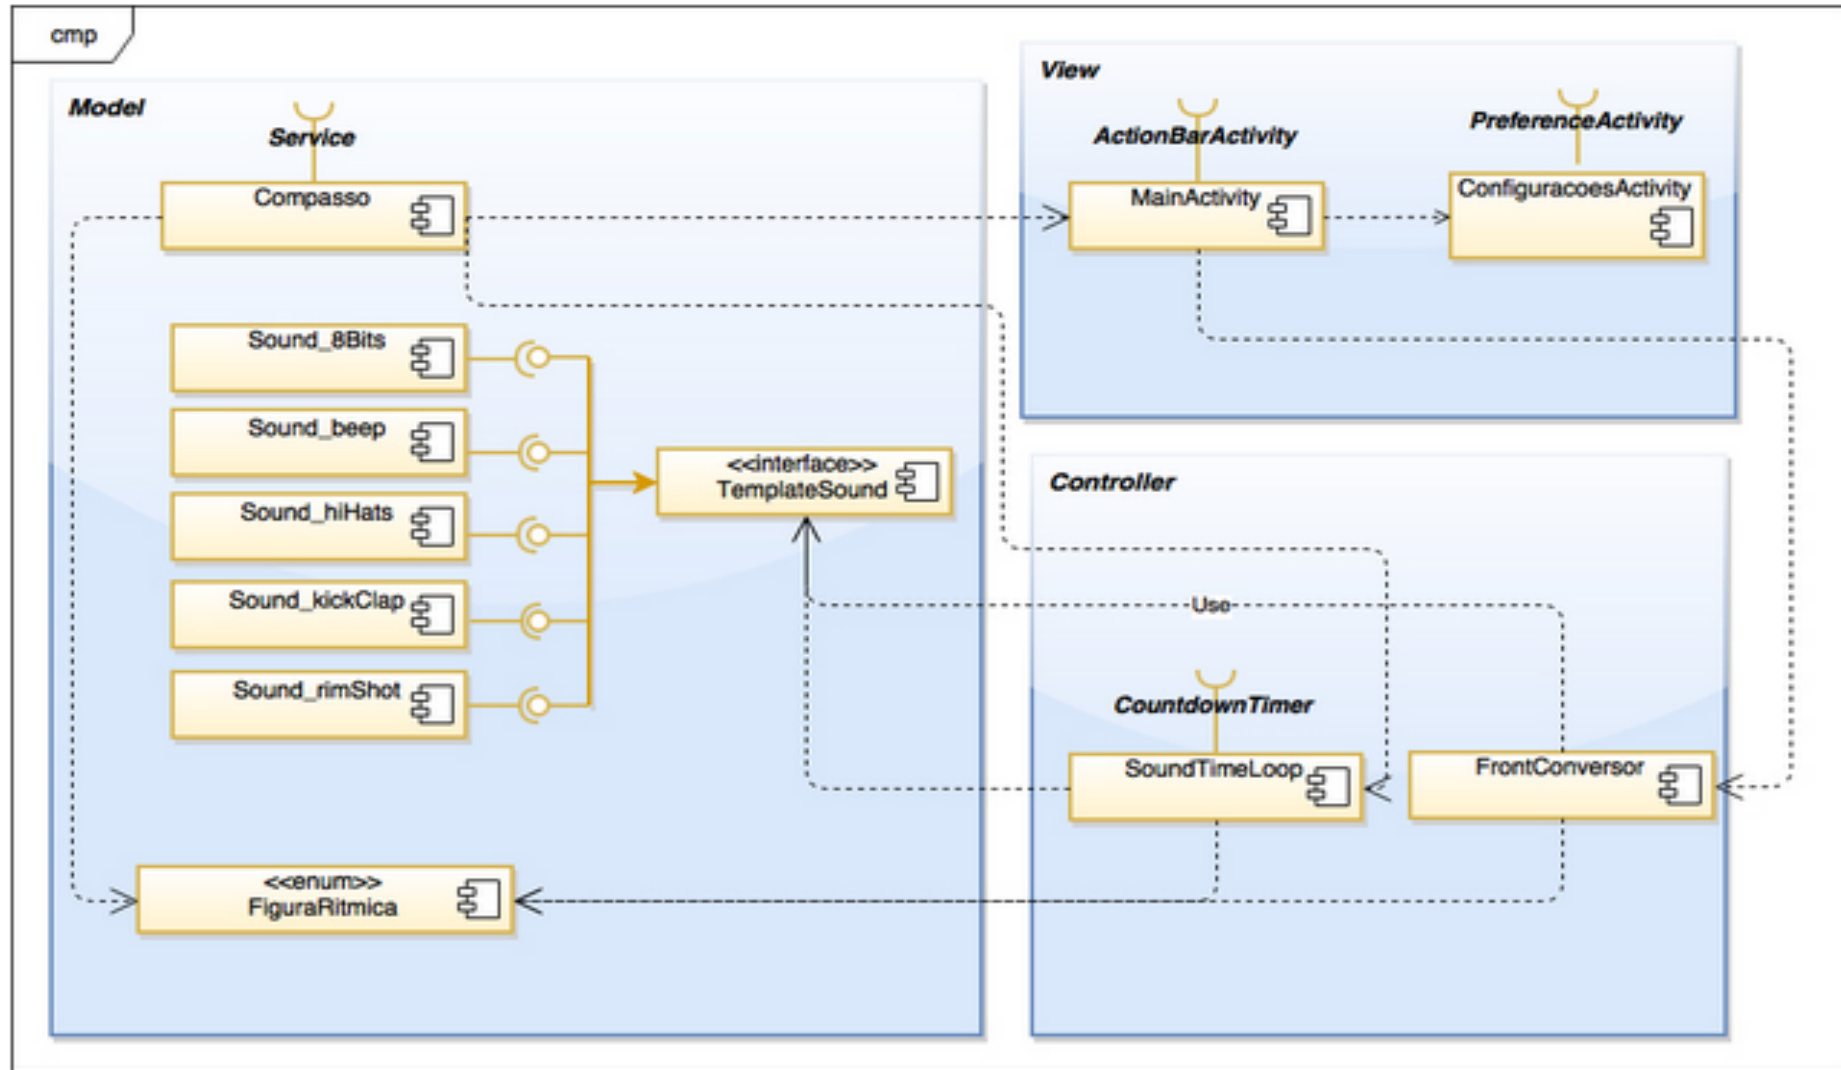 cmp
Model
Service
Compasso
Sound_8Bits
Sound_beep
Sound_hiHats
Sound_kickClap
Sound_rimShot
<<interface>>
TemplateSound
<<enum>>
FiguraRitmica
View
ActionBarActivity
MainActivity
PreferenceActivity
ConfiguracoesActivity
Controller
Use
CountdownTimer
SoundTimeLoop
FrontConversor